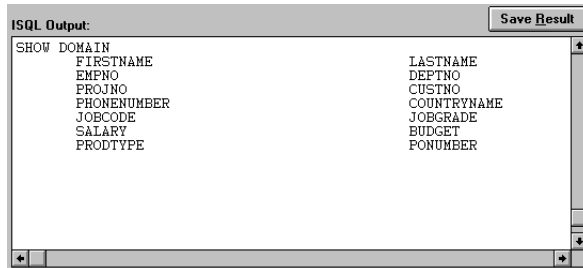 ISQL Output:
Save Result
SHOW DOMAIN
FIRSTNAME LASTNAME
EMPNO DEPTNO
PROJNO CUSTNO
PHONENUMBER COUNTRYNAME
JOBCODE JOBGRADE
SALARY BUDGET
PRODTYPE PONUMBER